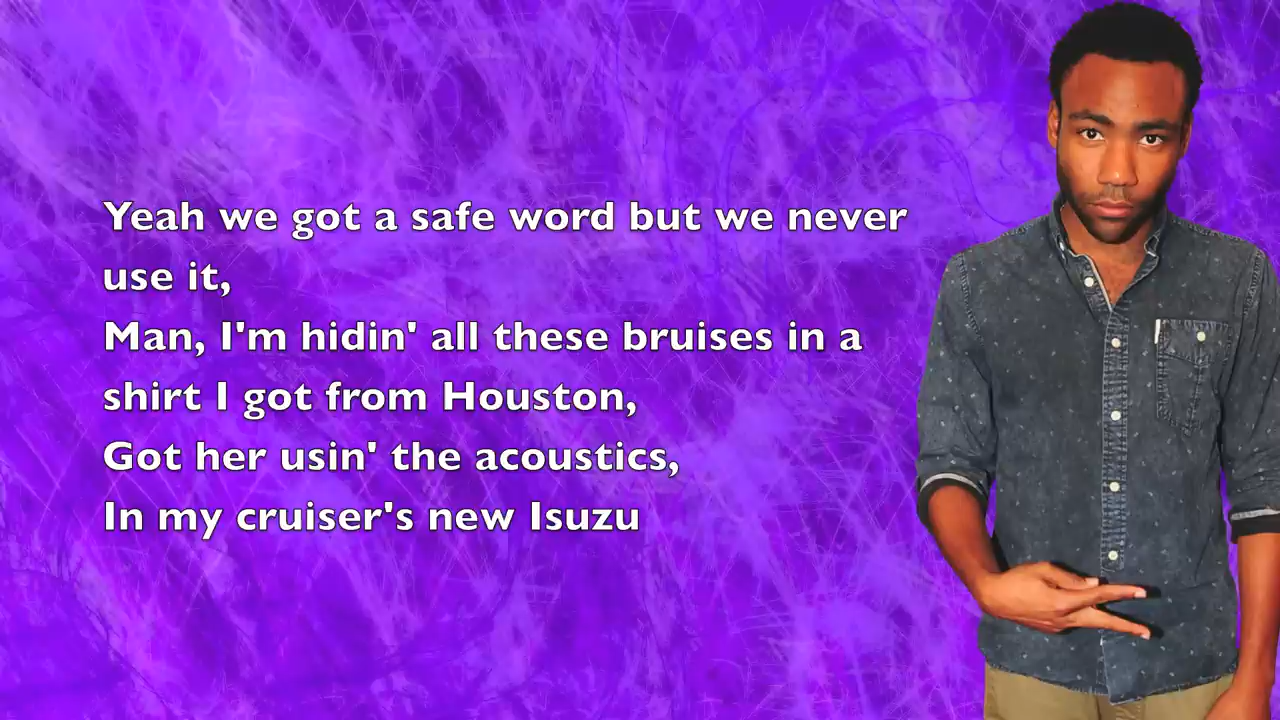 Yeah we got a safe word but we never
use it,
Man, I'm hidin' all these bruises in a
shirt I got from Houston,
Got her usin' the acoustics,
In my cruiser's new Isuzu